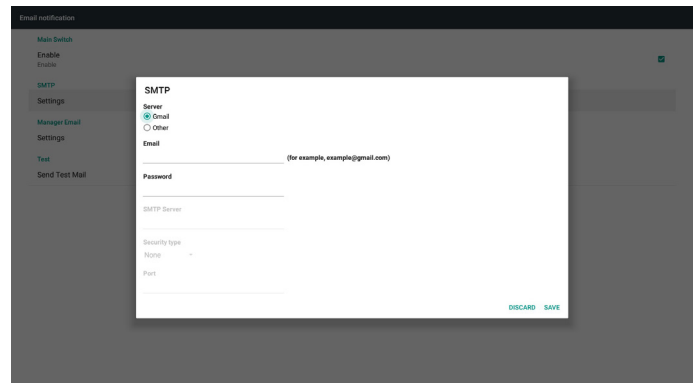 Email notification
Main Switch
Enable
Enable
SMTP
Settings
Manager Email
Settings
Test
Send Test Mail
SMTP
Server
Gmail
Other
Email
(for example, example@gmail.com)
Password
SMTP Server
Security type
None
Port
DISCARD SAVE